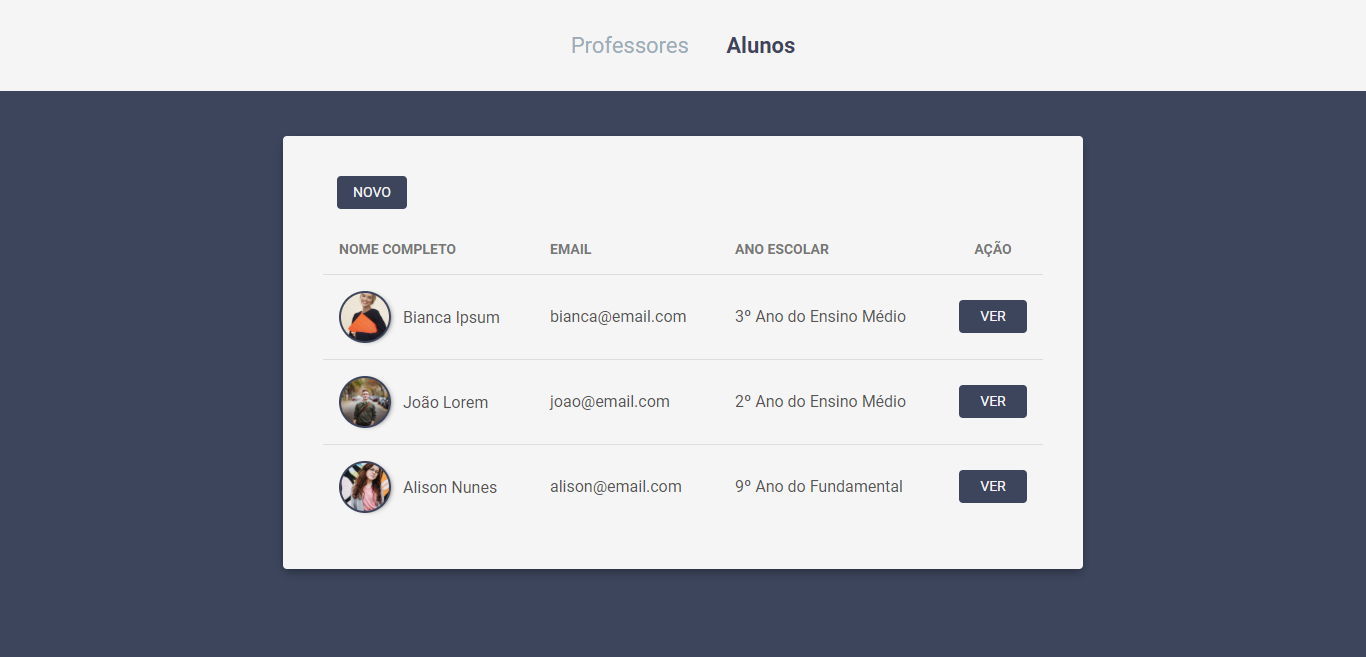 Professores Alunos
NOVO
NOME COMPLETO EMAIL ANO ESCOLAR AÇÃO
Bianca Ipsum bianca@email.com 3º Ano do Ensino Médio VER
João Lorem joao@email.com 2º Ano do Ensino Médio VER
Alison Nunes alison@email.com 9º Ano do Fundamental VER